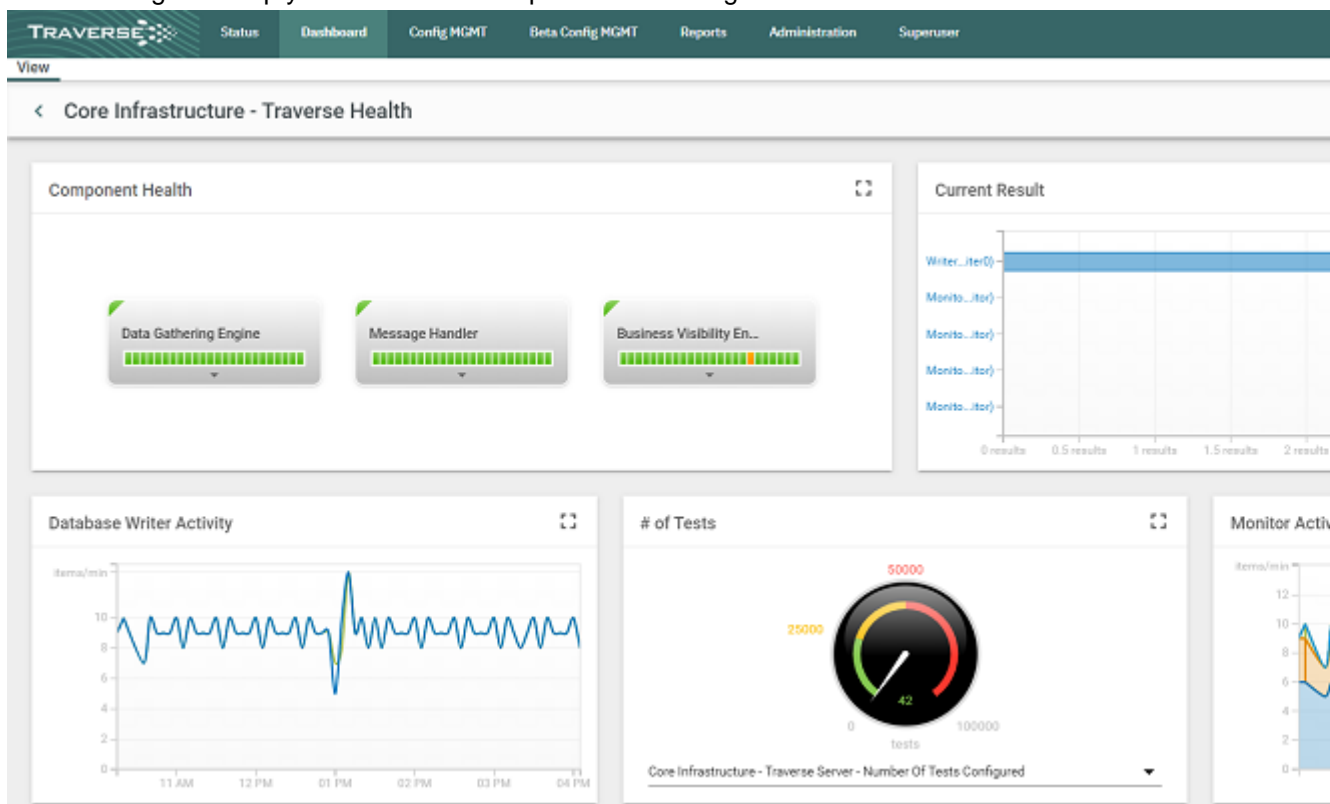 TRAVERSE Status Dashboard Config MGMT Beta Config MGMT Reports Administration Superuser
View
< Core Infrastructure - Traverse Health
Component Health
Data Gathering Engine
Message Handler
Business Visibility En...
Current Result
Writer...iter0)
Monito...itor)
Monito...itor)
Monito...itor)
Monito...itor)
0 results 0.5 results 1 results 1.5 results 2 results
Database Writer Activity
items/min
10
8
6
4
2
0
11 AM 12 PM 01 PM 02 PM 03 PM 04 PM
# of Tests
50000
25000
42
0 100000
tests
Core Infrastructure - Traverse Server - Number Of Tests Configured
Monitor Activ
items/min
12
10
8
6
4
2
0